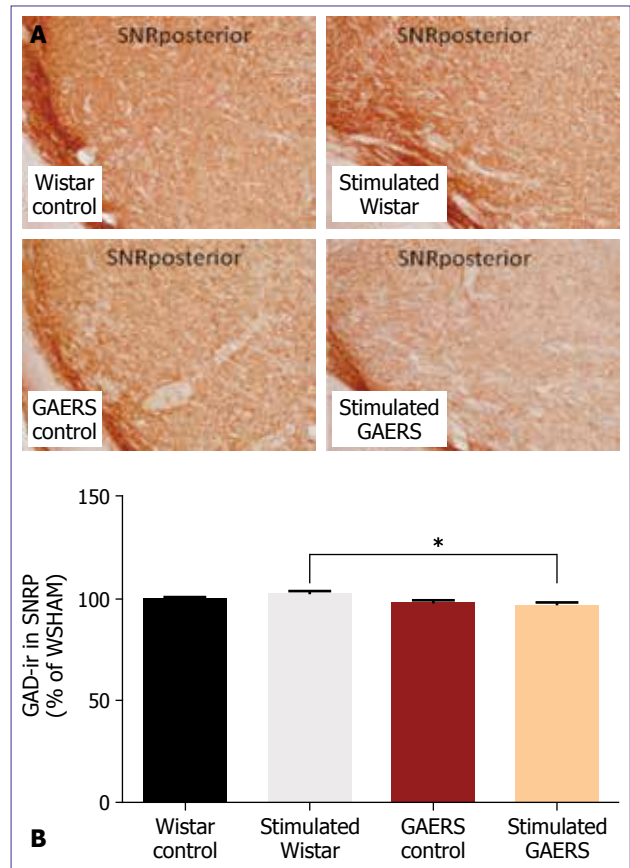 A
SNRposterior
SNRposterior
Wistar
control
Stimulated
Wistar
SNRposterior
SNRposterior
GAERS
control
Stimulated
GAERS
150
100
50
0
GAD-ir in SNRP
(% of WSHAM)
*
Wistar
control
Stimulated
Wistar
GAERS
control
Stimulated
GAERS
B